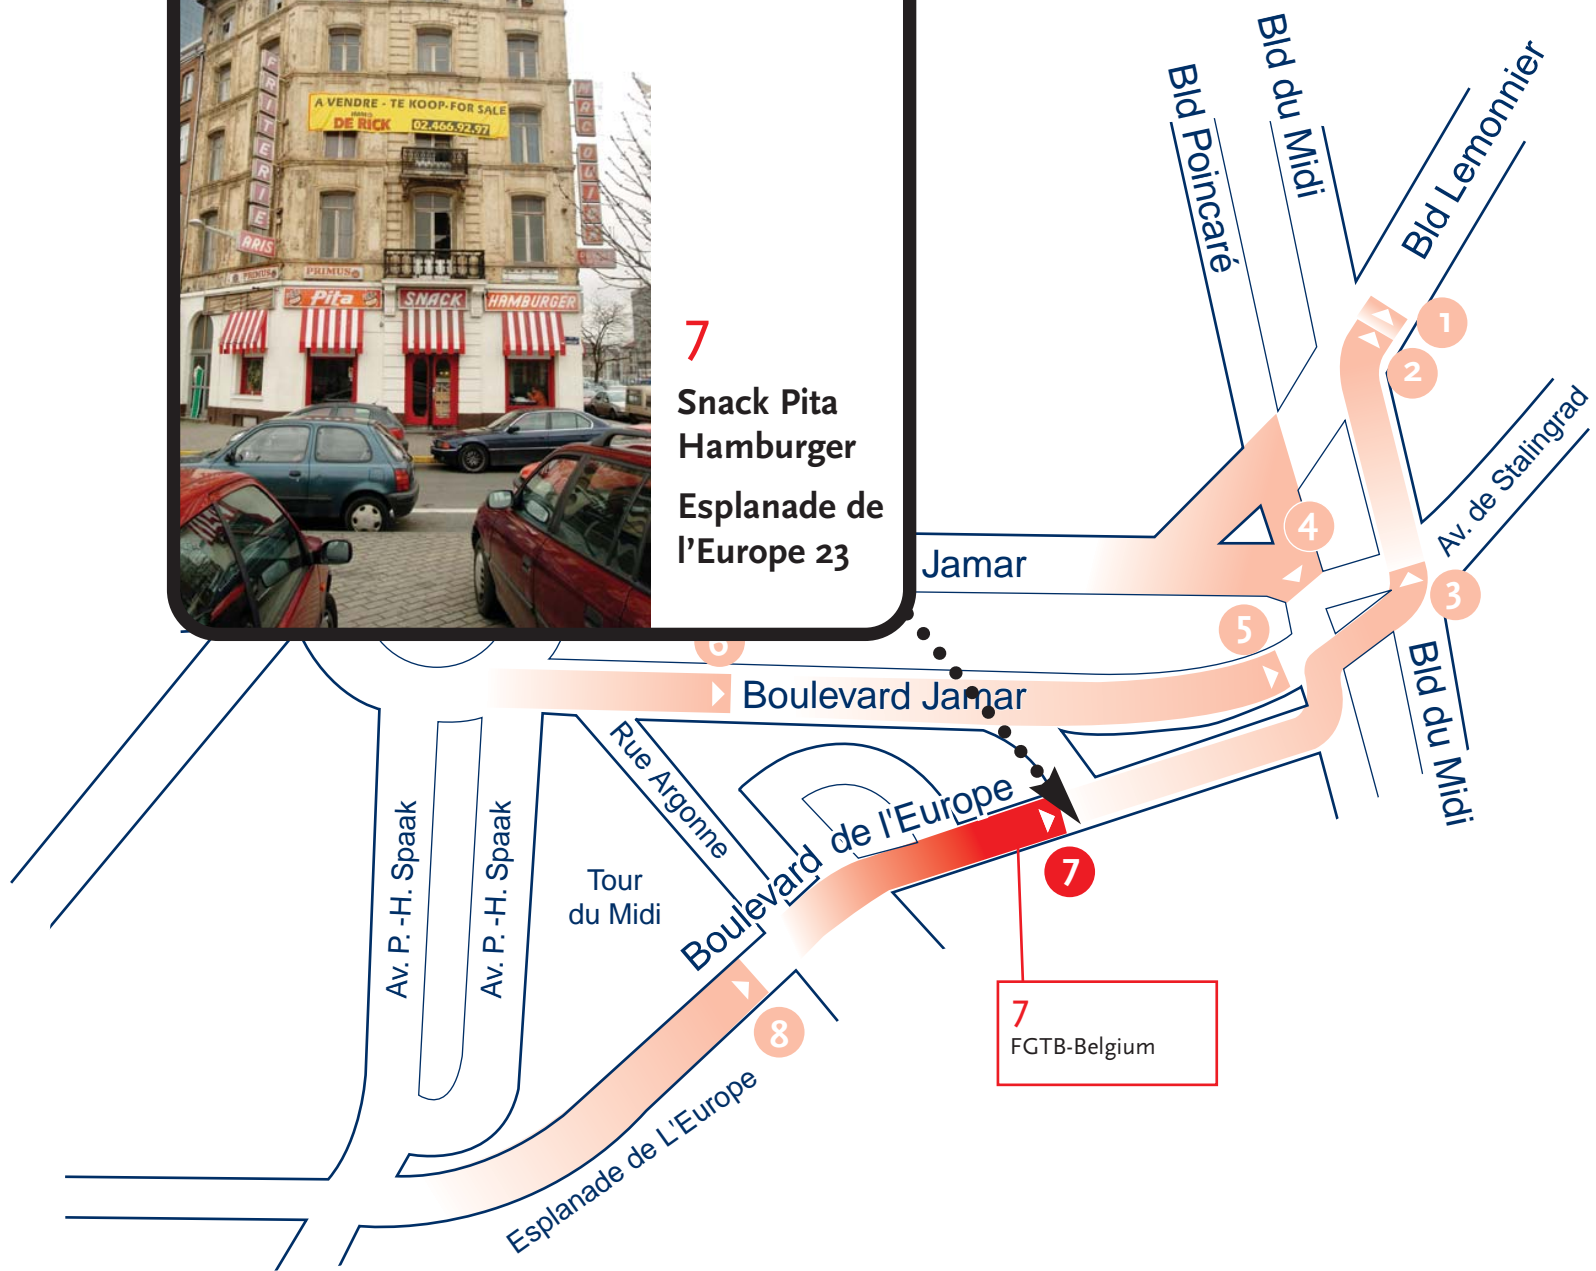 FRITERIE
ARIS
A VENDRE - TE KOOP-FOR SALE
DE RICK
02.466.92.97
PRIMUS
PRIMUS
Pita
SNACK
HAMBURGER
7
Snack Pita
Hamburger
Esplanade de
l'Europe 23
Bld Poincaré
Bld du Midi
Bld Lemonnier
1
2
Av. de Stalingrad
4
Jamar
3
5
6
Boulevard Jamar
Bld du Midi
Rue Argonne
Boulevard de l'Europe
7
Av. P. -H. Spaak
Av. P. -H. Spaak
Tour
du Midi
8
7
FGTB-Belgium
Esplanade de L'Europe